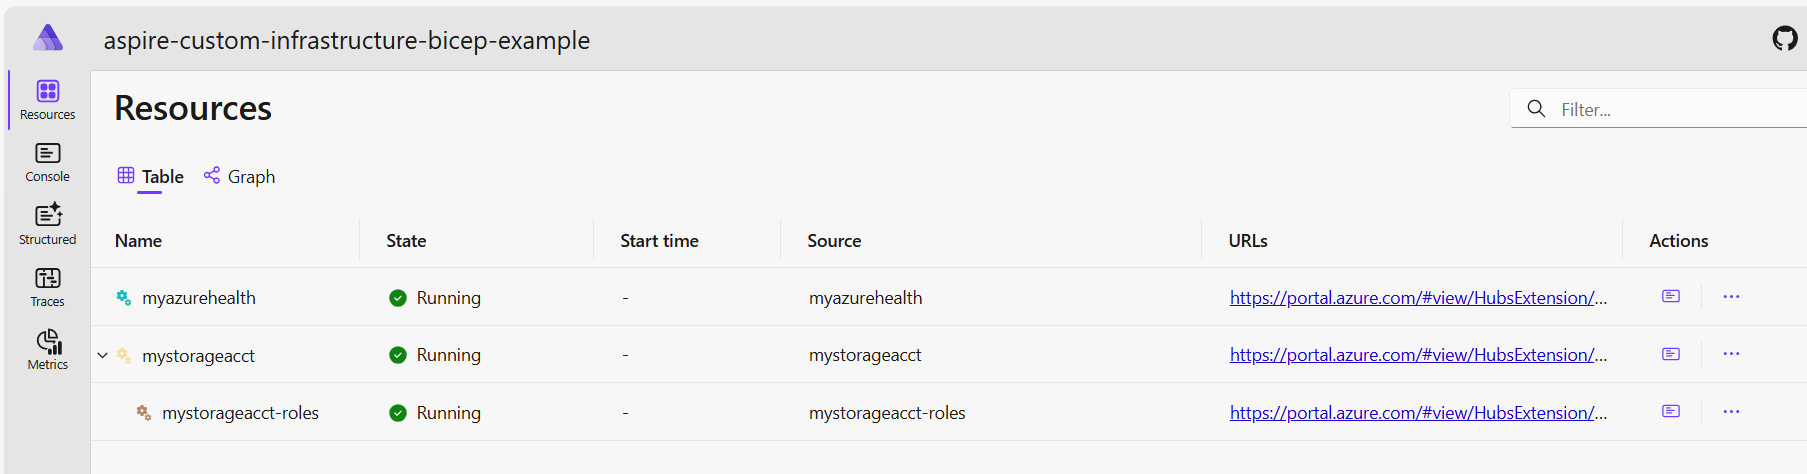 aspire-custom-infrastructure-bicep-example
Resources
Console
Structured
Traces
Metrics
Resources
Filter...
Table Graph
Name State Start time Source URLs Actions
myazurehealth Running - myazurehealth https://portal.azure.com/#view/HubsExtension/...
mystorageacct Running - mystorageacct https://portal.azure.com/#view/HubsExtension/...
mystorageacct-roles Running - mystorageacct-roles https://portal.azure.com/#view/HubsExtension/...